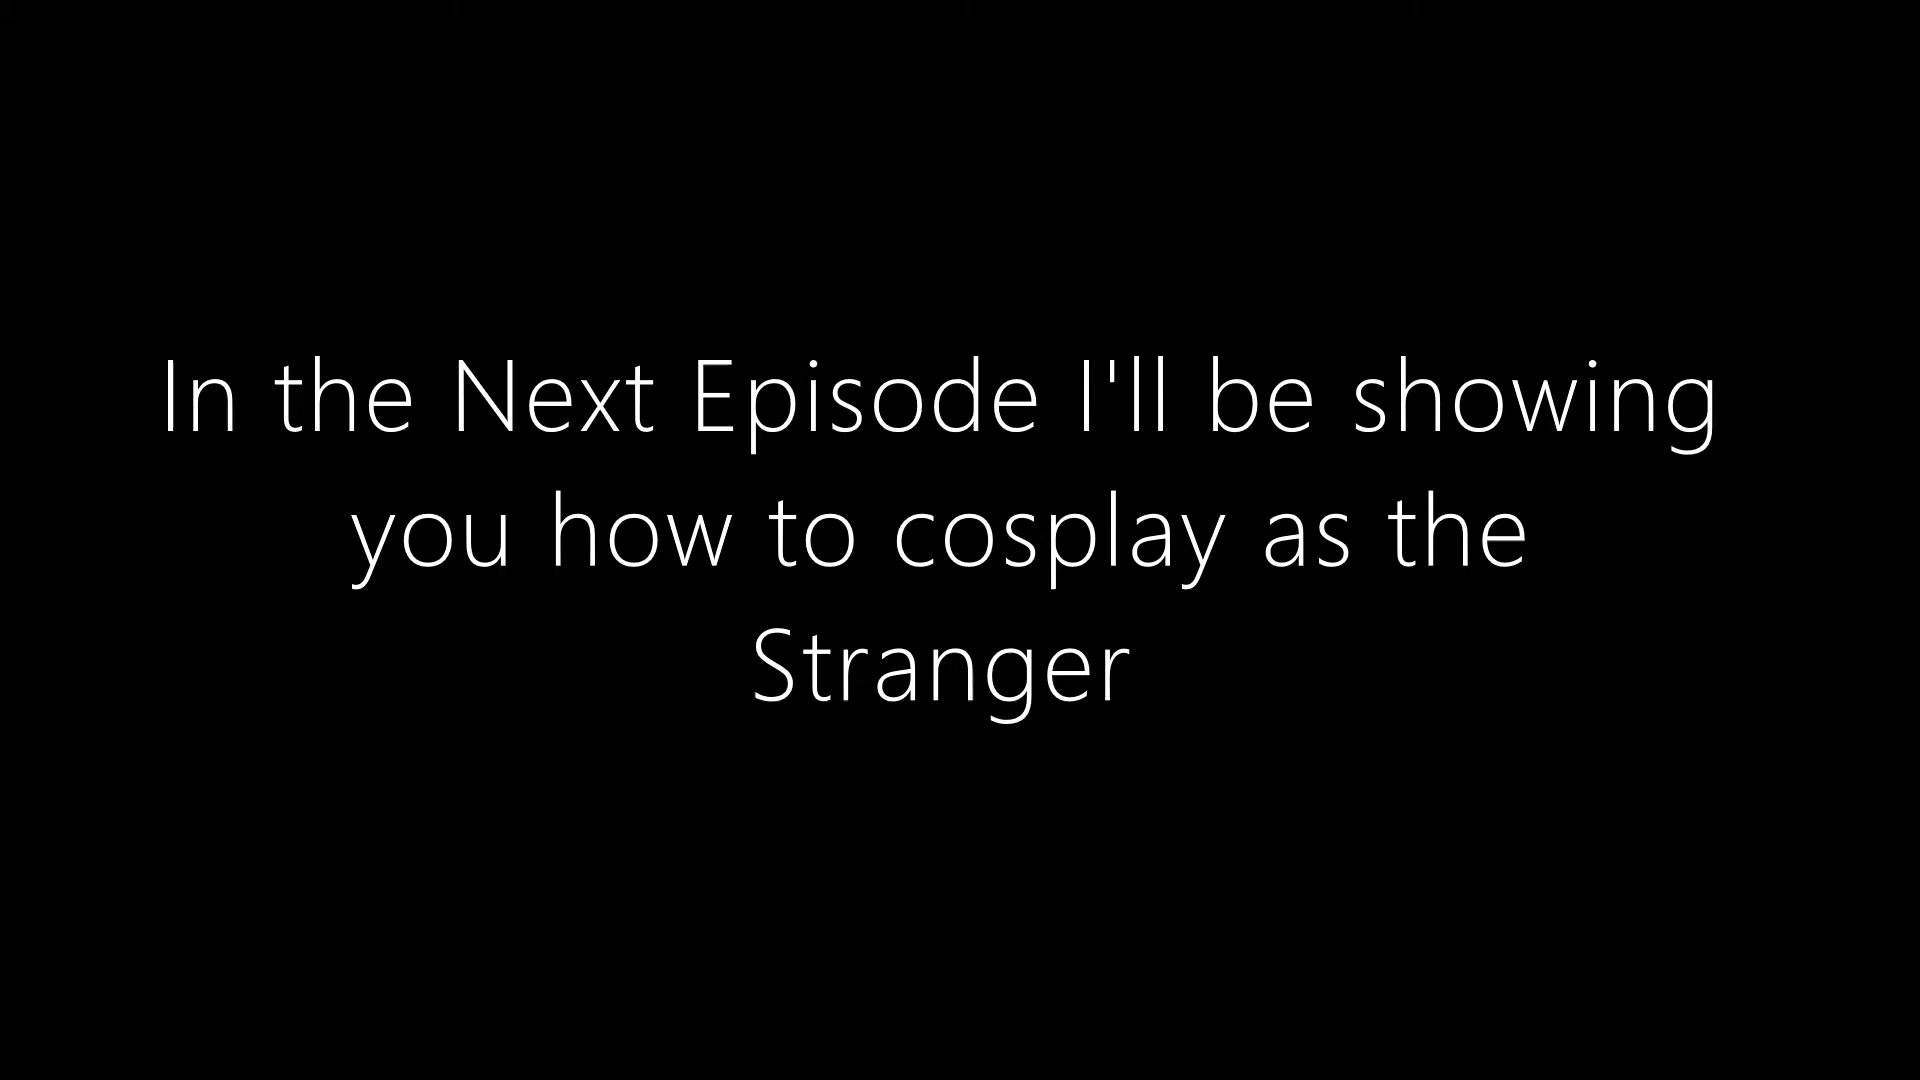 In the Next Episode I'll be showing
you how to cosplay as the
Stranger